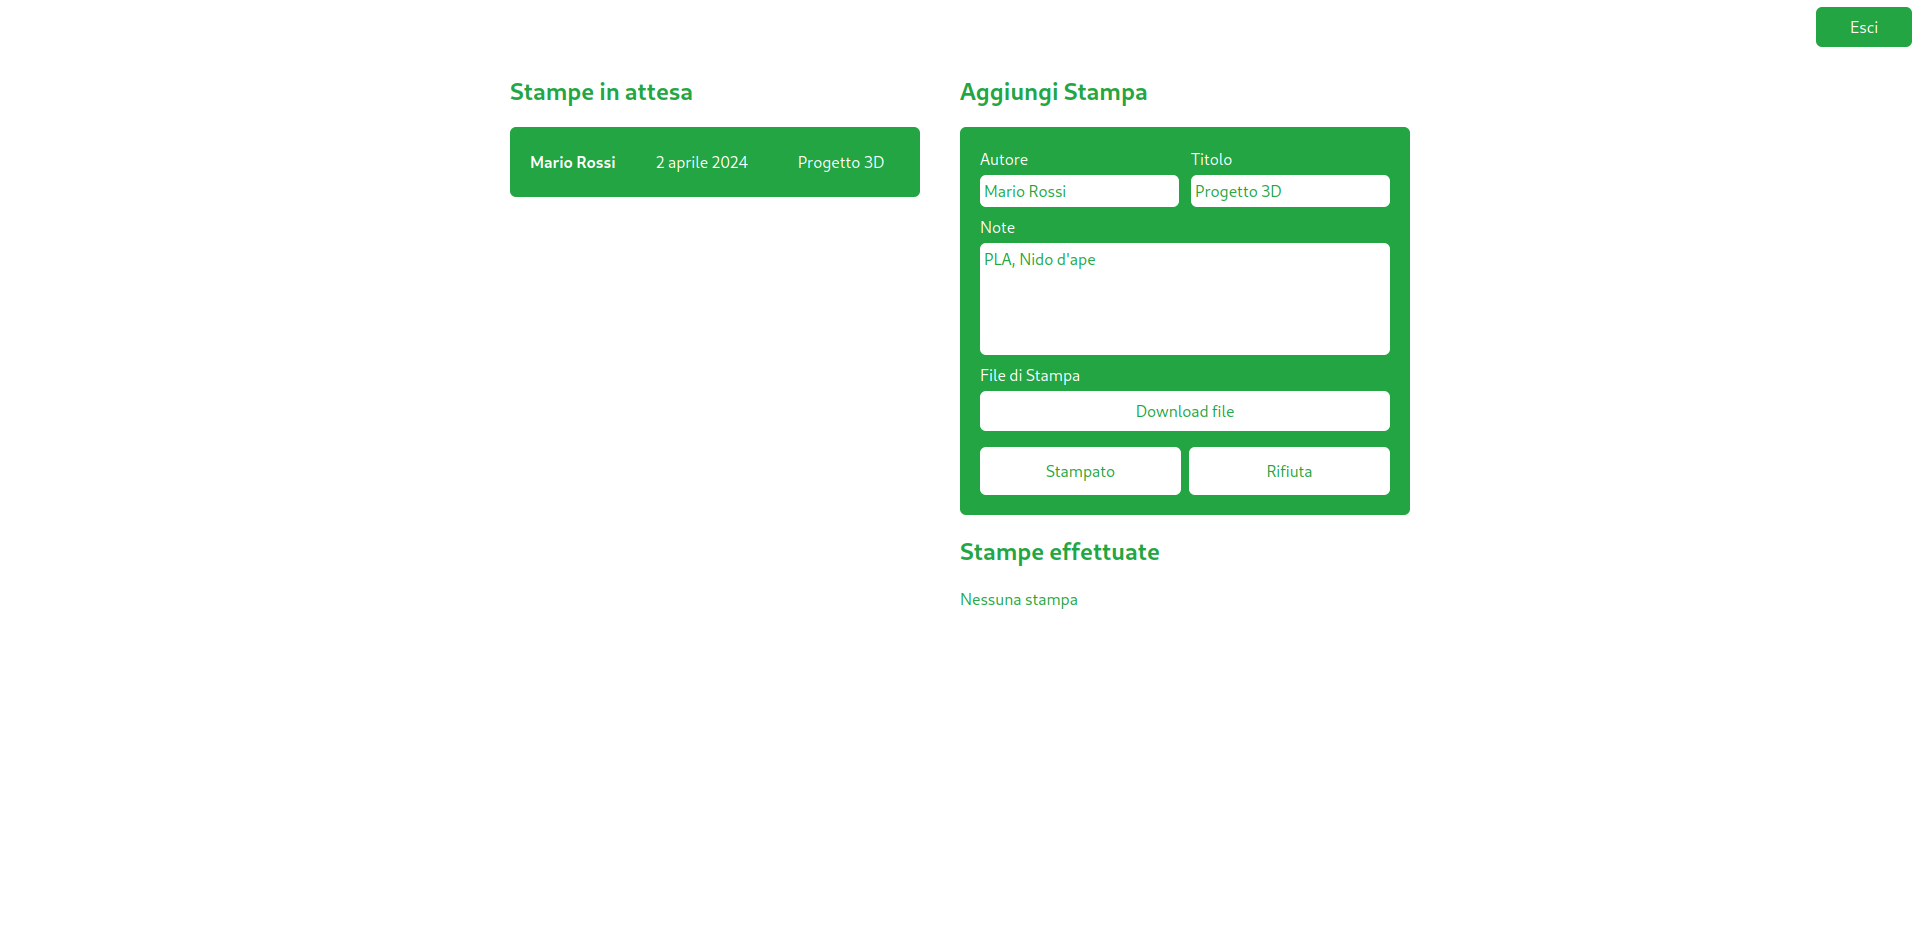 Esci
Stampe in attesa
Mario Rossi 2 aprile 2024 Progetto 3D
Aggiungi Stampa
Autore Titolo
Mario Rossi Progetto 3D
Note
PLA, Nido d'ape
File di Stampa
Download file
Stampato Rifiuta
Stampe effettuate
Nessuna stampa